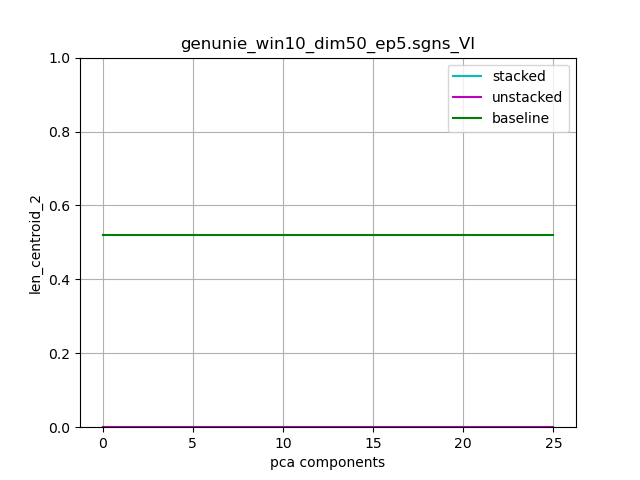 genunie_win10_dim50_ep5.sgns_VI
stacked
unstacked
baseline
len_centroid_2
1.0
0.8
0.6
0.4
0.2
0.0
0 5 10 15 20 25
pca components